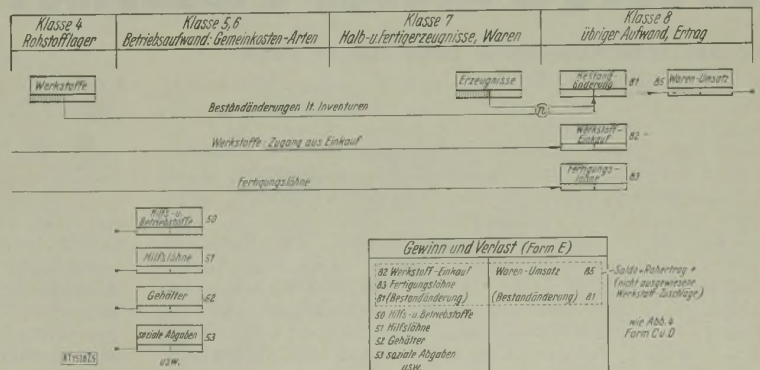 Klasse 4
Rohstofflager
Klasse 5,6
Betriebsaufwand: Gemeinkosten-Arten
Klasse 7
Halb-u.Fertigerzeugnisse, Waren
Klasse 8
übriger Aufwand, Ertrag
Werkstoffe
Erzeugnisse
Bestand-
änderung 81
85 Waren-Umsatz
Beständänderungen lt. Inventuren
n
Werkstoffe: Zugang aus Einkauf
Werkstoff-
Einkauf 82
Fertigungslöhne
Fertigungs-
löhne 83
Hilfs-u.
Betriebstoffe 50
Hilfslöhne 51
Gehälter 52
soziale Abgaben 53
usw.
Gewinn und Verlast (Form E)
82 Werkstoff-Einkauf Waren-Umsatz 85
83 Fertigungslöhne
81 (Bestandänderung) (Bestandänderung) 81
50 Hilfs-u. Betriebstoffe
51 Hilfslöhne
52 Gehälter
53 soziale Abgaben
usw.
-Saldo=Rohertrag+
(nicht ausgewiesene
Werkstoff-Zuschläge)
wie Abb. 4
Form C u. D